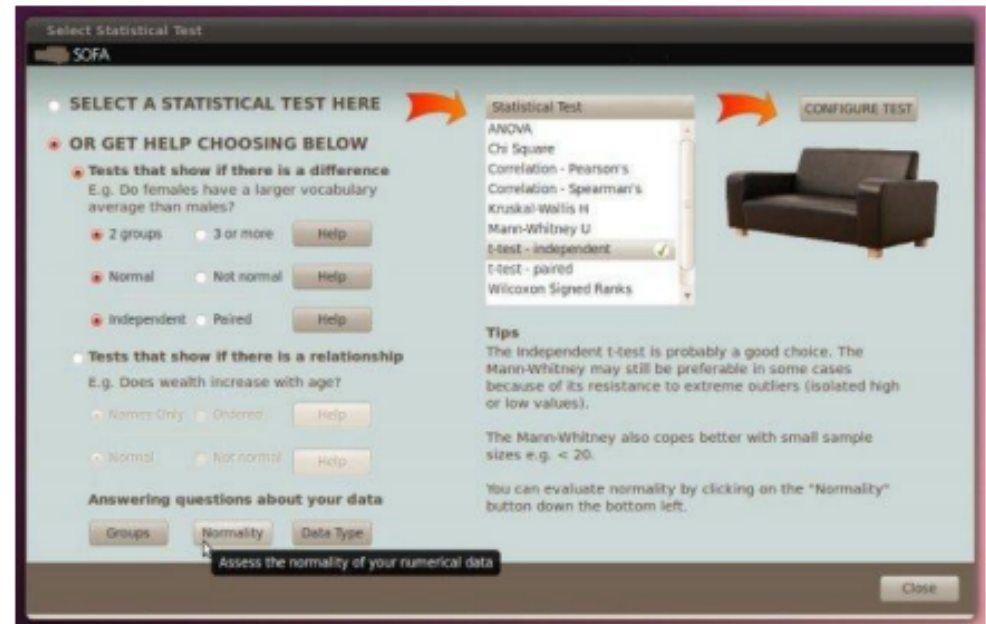 Select Statistical Test
SOFA
SELECT A STATISTICAL TEST HERE
OR GET HELP CHOOSING BELOW
Tests that show if there is a difference
E.g. Do females have a larger vocabulary
average than males?
2 groups 3 or more Help
Normal Not normal Help
Independent Paired Help
Tests that show if there is a relationship
E.g. Does wealth increase with age?
Names Only Ordered Help
Normal Not normal Help
Answering questions about your data
Groups Normality Data Type
Assess the normality of your numerical data
Statistical Test
ANOVA
Chi Square
Correlation - Pearson's
Correlation - Spearman's
Kruskal-Wallis H
Mann-Whitney U
t-test - independent
t-test - paired
Wilcoxon Signed Ranks
CONFIGURE TEST
Tips
The Independent t-test is probably a good choice. The
Mann-Whitney may still be preferable in some cases
because of its resistance to extreme outliers (isolated high
or low values).
The Mann-Whitney also copes better with small sample
sizes e.g. < 20.
You can evaluate normality by clicking on the "Normality"
button down the bottom left.
Close